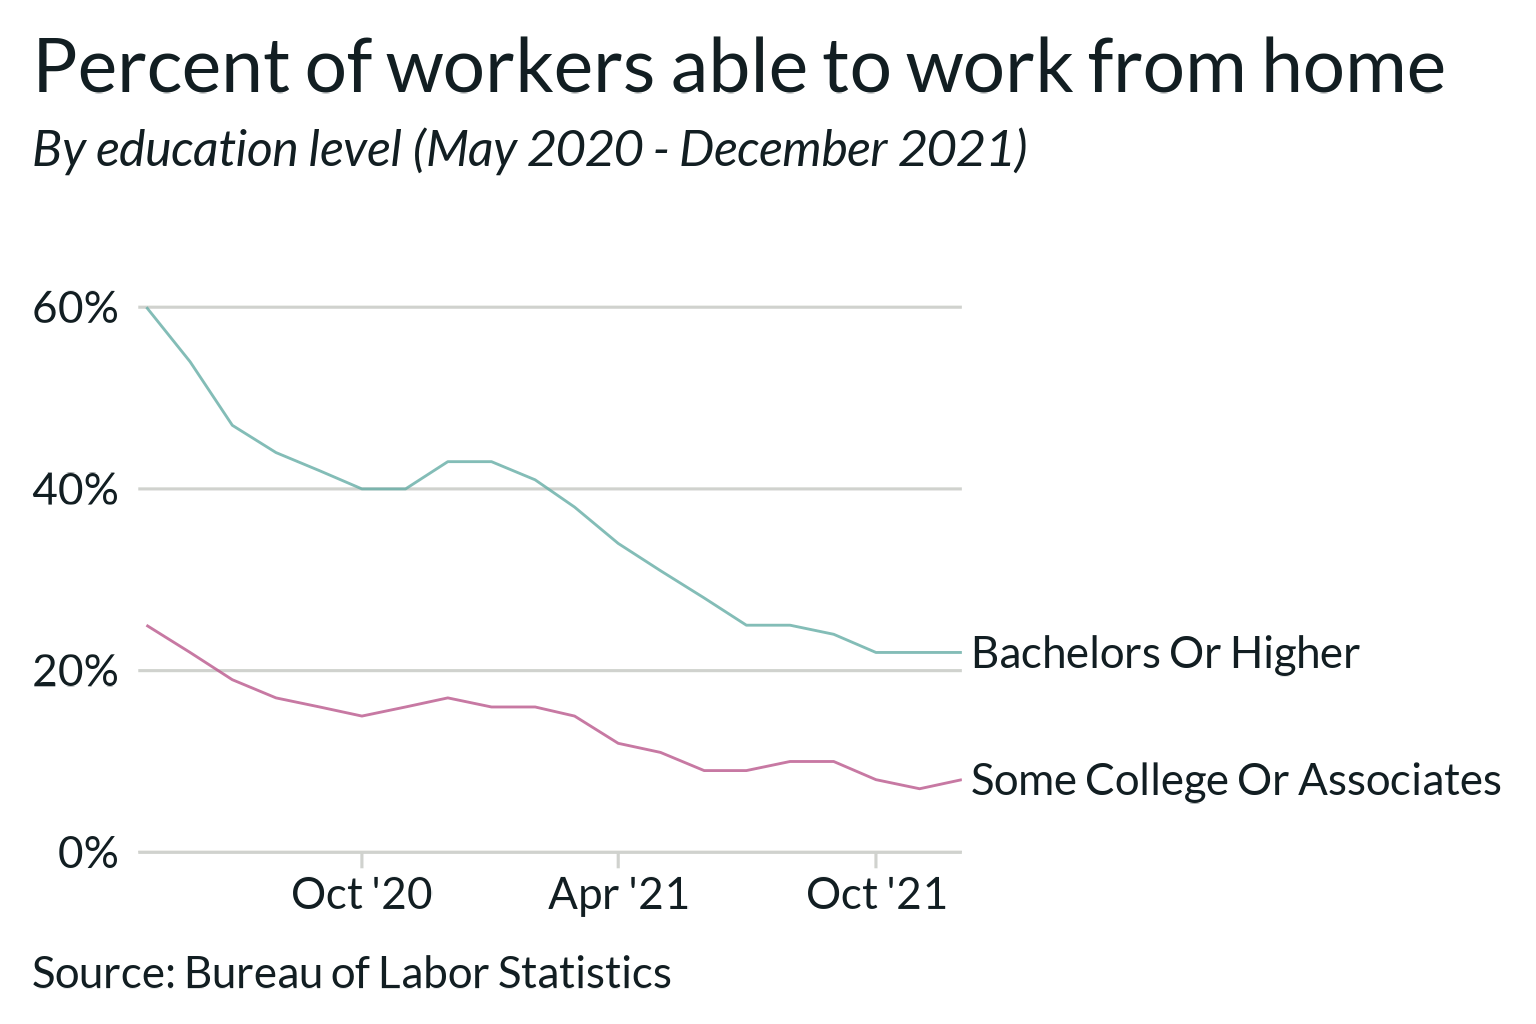 Percent of workers able to work from home
By education level (May 2020 - December 2021)
60%
40%
20%
0%
Bachelors Or Higher
Some College Or Associates
Oct '20
Apr '21
Oct '21
Source: Bureau of Labor Statistics